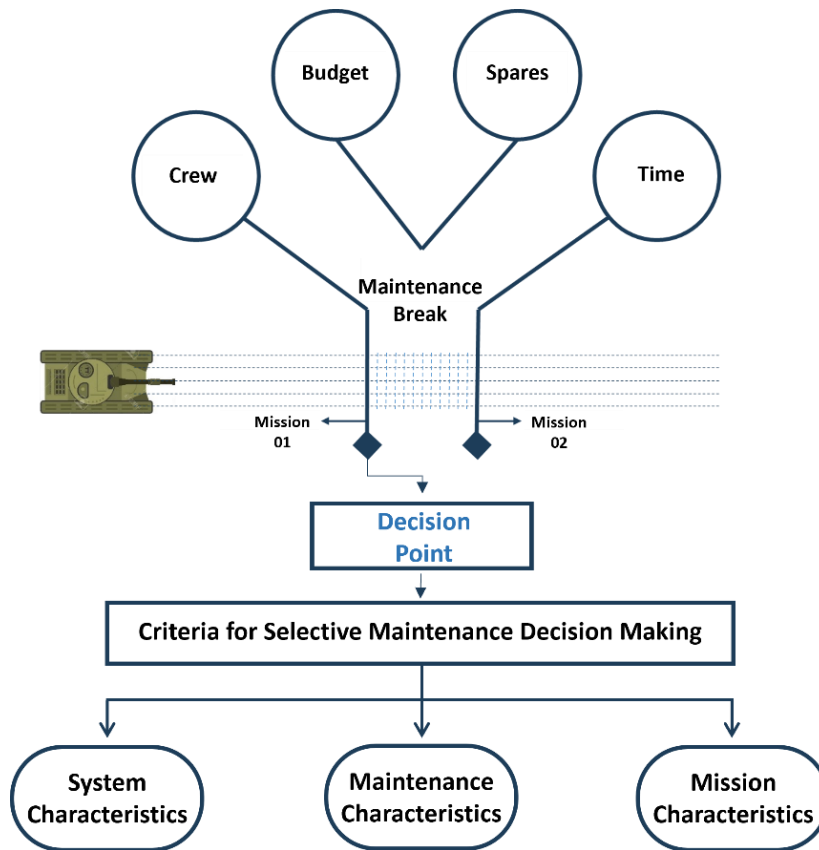 Budget
Spares
Crew
Time
Maintenance
Break
Mission
01
Mission
02
Decision
Point
Criteria for Selective Maintenance Decision Making
System
Characteristics
Maintenance
Characteristics
Mission
Characteristics